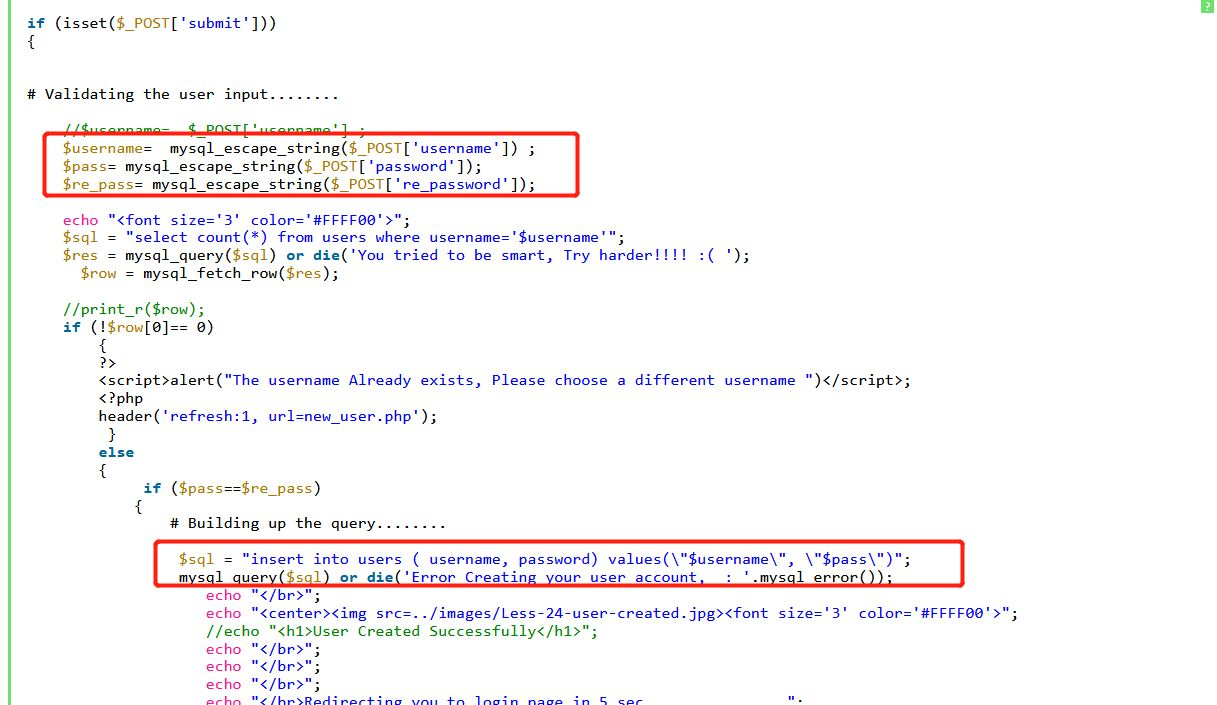 ?
if (isset($_POST['submit']))
{
# Validating the user input........
//$username= $_POST['username'] ;
$username= mysql_escape_string($_POST['username']) ;
$pass= mysql_escape_string($_POST['password']);
$re_pass= mysql_escape_string($_POST['re_password']);
echo "<font size='3' color='#FFFF00'>";
$sql = "select count(*) from users where username='$username'";
$res = mysql_query($sql) or die('You tried to be smart, Try harder!!!! :( ');
$row = mysql_fetch_row($res);
//print_r($row);
if (!$row[0]== 0)
{
?>
<script>alert("The username Already exists, Please choose a different username ")</script>;
<?php
header('refresh:1, url=new_user.php');
}
else
{
if ($pass==$re_pass)
{
# Building up the query........
$sql = "insert into users ( username, password) values(\"$username\", \"$pass\")";
mysql_query($sql) or die('Error Creating your user account, : '.mysql_error());
echo "</br>";
echo "<center><img src=../images/Less-24-user-created.jpg><font size='3' color='#FFFF00'>";
//echo "<h1>User Created Successfully</h1>";
echo "</br>";
echo "</br>";
echo "</br>";
echo "</br>Redirecting you to login page in 5 sec ";